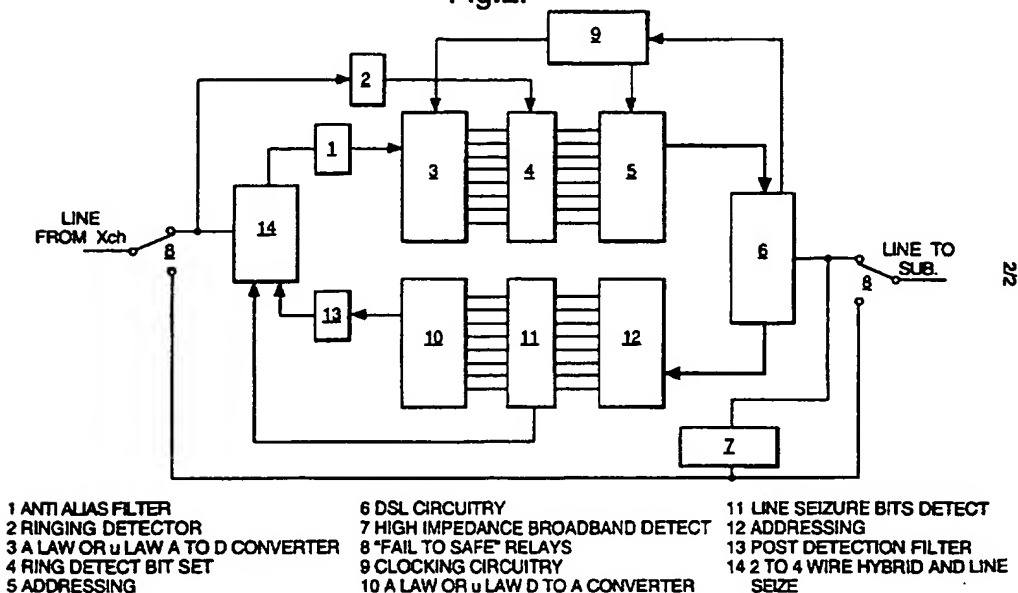 9
2
1
3
4
5
14
LINE
FROM Xch
8
6
LINE TO
SUB.
8
2/2
13
10
11
12
7
1 ANTI ALIAS FILTER
2 RINGING DETECTOR
3 A LAW OR u LAW A TO D CONVERTER
4 RING DETECT BIT SET
5 ADDRESSING
6 DSL CIRCUITRY
7 HIGH IMPEDANCE BROADBAND DETECT
8 "FAIL TO SAFE" RELAYS
9 CLOCKING CIRCUITRY
10 A LAW OR u LAW D TO A CONVERTER
11 LINE SEIZURE BITS DETECT
12 ADDRESSING
13 POST DETECTION FILTER
14 2 TO 4 WIRE HYBRID AND LINE
SEIZE